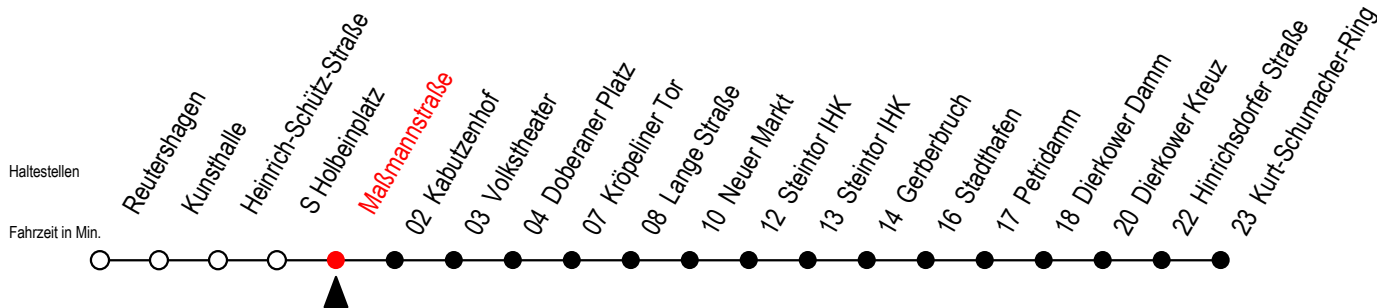 Haltestellen
Reutershagen
Kunsthalle
Heinrich-Schütz-Straße
S Holbeinplatz
Maßmannstraße
02 Kabutzenhof
03 Volkstheater
04 Doberaner Platz
07 Kröpeliner Tor
08 Lange Straße
10 Neuer Markt
12 Steintor IHK
13 Steintor IHK
14 Gerberbruch
16 Stadthafen
17 Petridamm
18 Dierkower Damm
20 Dierkower Kreuz
22 Hinrichsdorfer Straße
23 Kurt-Schumacher-Ring
Fahrzeit in Min.